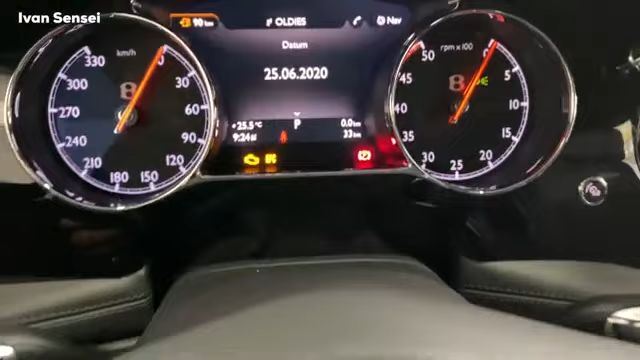 Ivan Sensei
90 km
OLDIES
Nav
Datum
25.06.2020
+25.5°C
P
0.0 km
9:24
33 km
km/h
0
30
60
90
120
150
180
210
240
270
300
330
B
rpm x 100
0
5
10
15
20
25
30
35
40
45
50
B